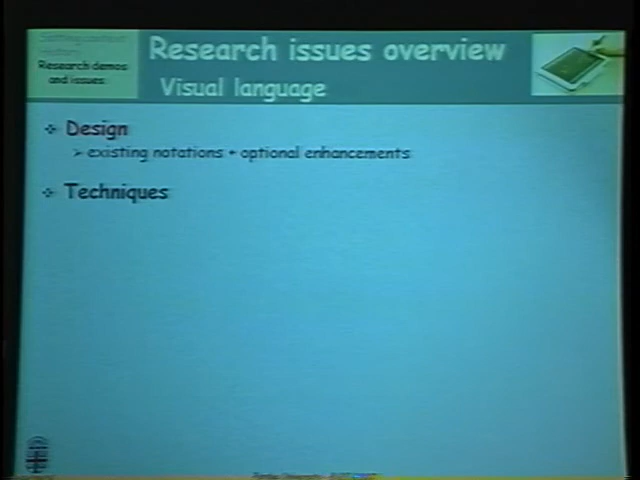 Research demos
and issues
Research issues overview
Visual language
Design
existing notations + optional enhancements
Techniques